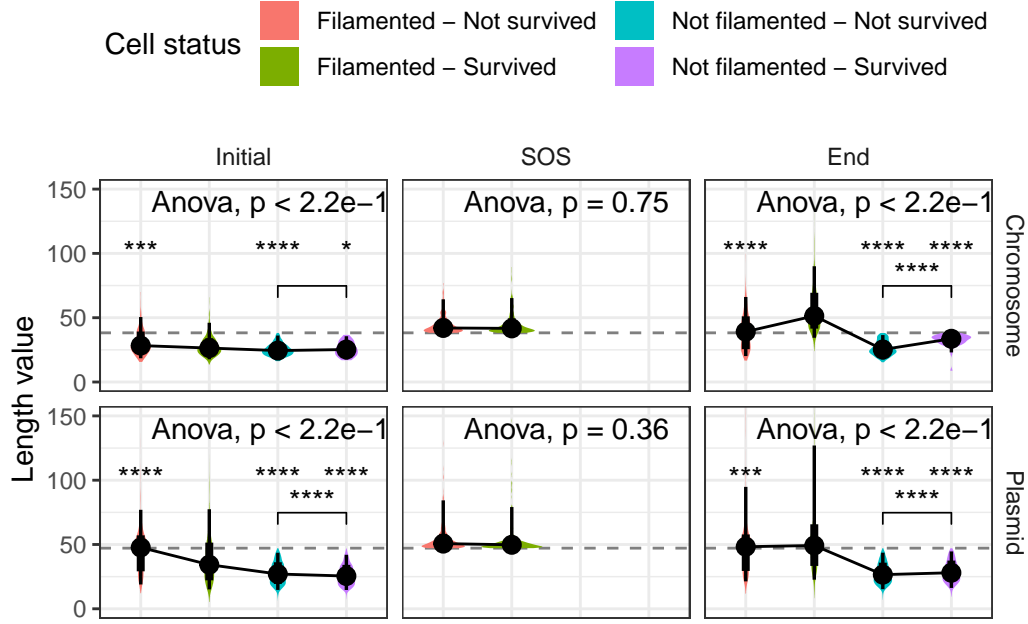 Cell status
Filamented − Not survived
Not filamented − Not survived
Filamented − Survived
Not filamented − Survived
Initial
SOS
End
Length value
150
100
50
0
Anova, p < 2.2e−1
*** **** *
Anova, p = 0.75
Anova, p < 2.2e−1
**** **** ****
****
Chromosome
150
100
50
0
Anova, p < 2.2e−1
**** **** ****
****
Anova, p = 0.36
Anova, p < 2.2e−1
*** **** ****
****
Plasmid